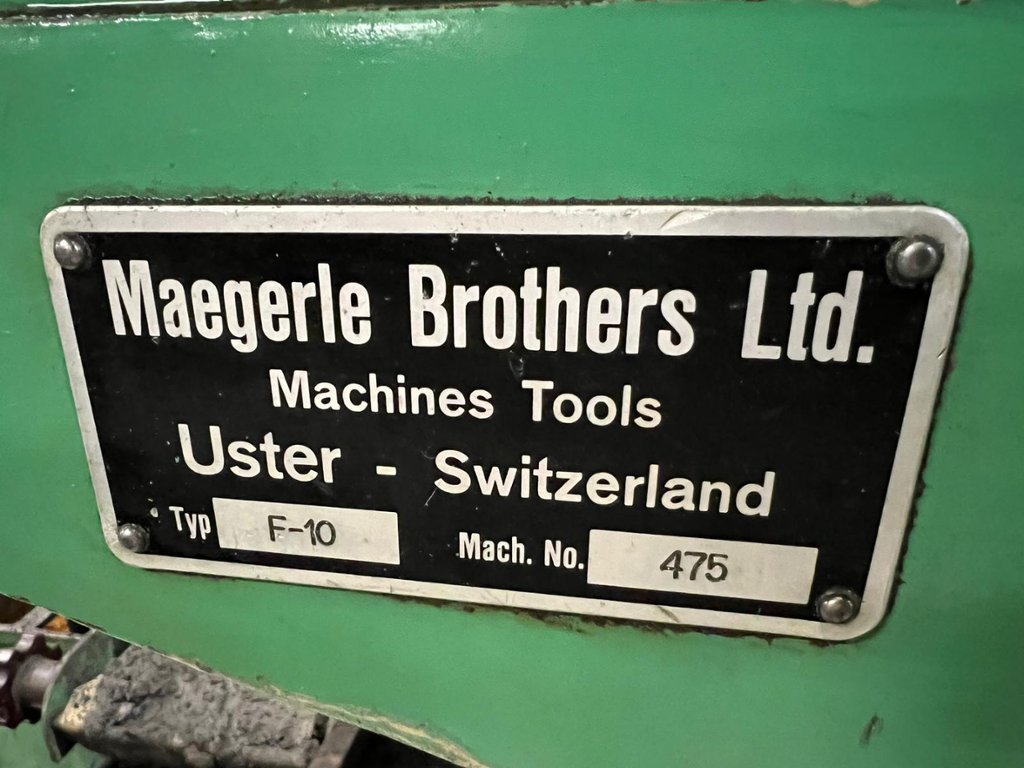 Maegerle Brothers Ltd.
Machines Tools
Uster - Switzerland
Typ F-10 Mach. No. 475